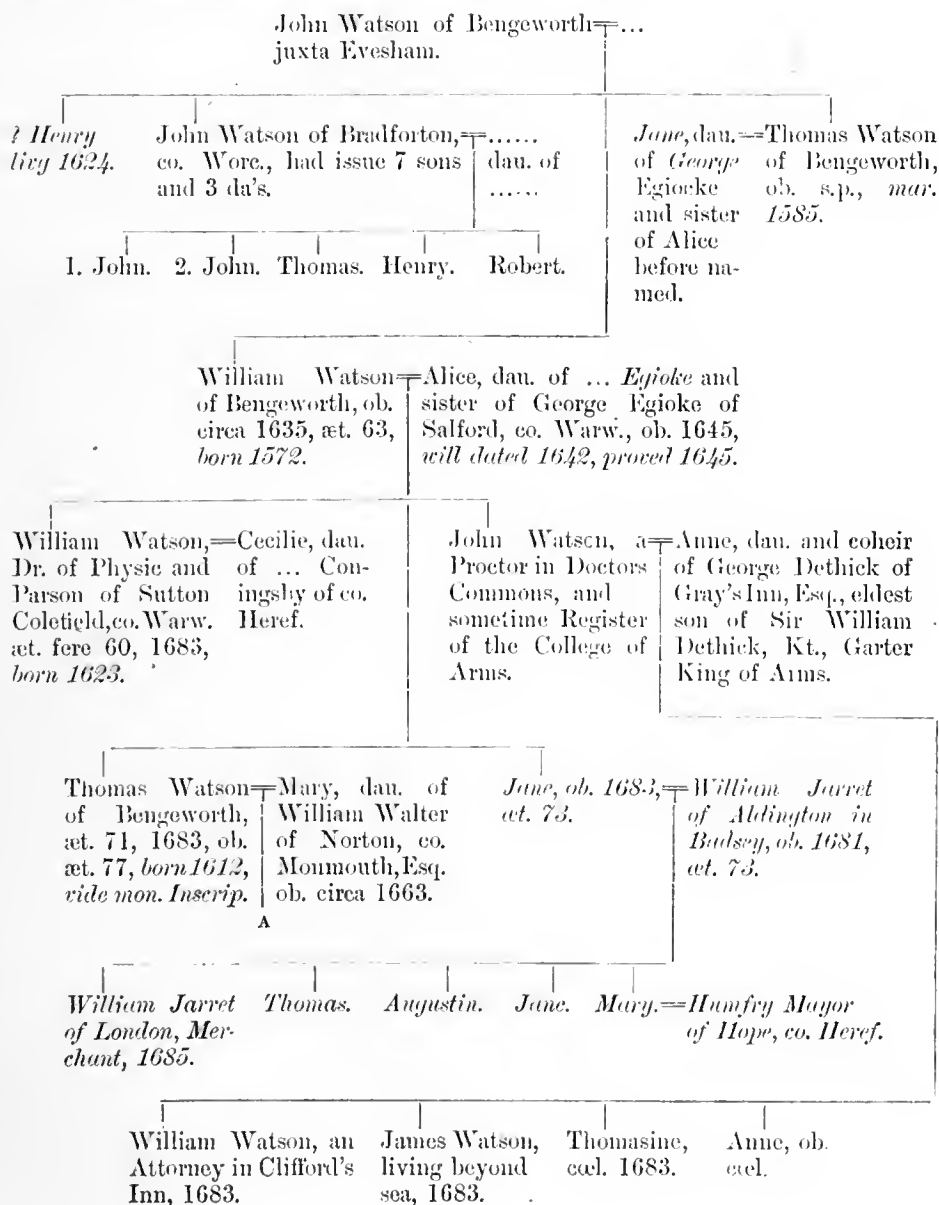 John Watson of Bengeworth=...
juxta Evesham.
? Henry
livg 1624.
John Watson of Bradforton,=......
co. Worc., had issue 7 sons
and 3 da's.
dau. of
......
Jane, dau.
of George
Egiocke
and sister
of Alice
before na-
med.
=Thomas Watson
of Bengeworth,
ob. s.p., mar.
1585.
1. John. 2. John. Thomas. Henry. Robert.
William Watson=
of Bengeworth, ob.
circa 1635, æt. 63,
born 1572.
Alice, dau. of ... Egioke and
sister of George Egioke of
Salford, co. Warw., ob. 1645,
will dated 1642, proved 1645.
William Watson,=
Dr. of Physic and
Parson of Sutton
Colefield, co. Warw.
æt. fere 60, 1683,
born 1623.
Cecilie, dau.
of ... Con-
ingsby of co.
Heref.
John Watson, a=
Proctor in Doctors
Commons, and
sometime Register
of the College of
Arms.
Anne, dau. and coheir
of George Dethick of
Gray's Inn, Esq., eldest
son of Sir William
Dethick, Kt., Garter
King of Arms.
Thomas Watson=
of Bengeworth,
æt. 71, 1683, ob.
æt. 77, born 1612,
vide mon. Inscrip.
Mary, dau. of
William Walter
of Norton, co.
Monmouth, Esq.
ob. circa 1663.
A
Jane, ob. 1683,=
æt. 73.
William Jarret
of Aldington in
Badsey, ob. 1681,
æt. 73.
William Jarret
of London, Mer-
chant, 1685.
Thomas. Augustin. Jane. Mary.=Humfry Mayor
of Hope, co. Heref.
William Watson, an
Attorney in Clifford's
Inn, 1683.
James Watson,
living beyond
sea, 1683.
Thomasine,
cœl. 1683.
Anne, ob.
cœl.